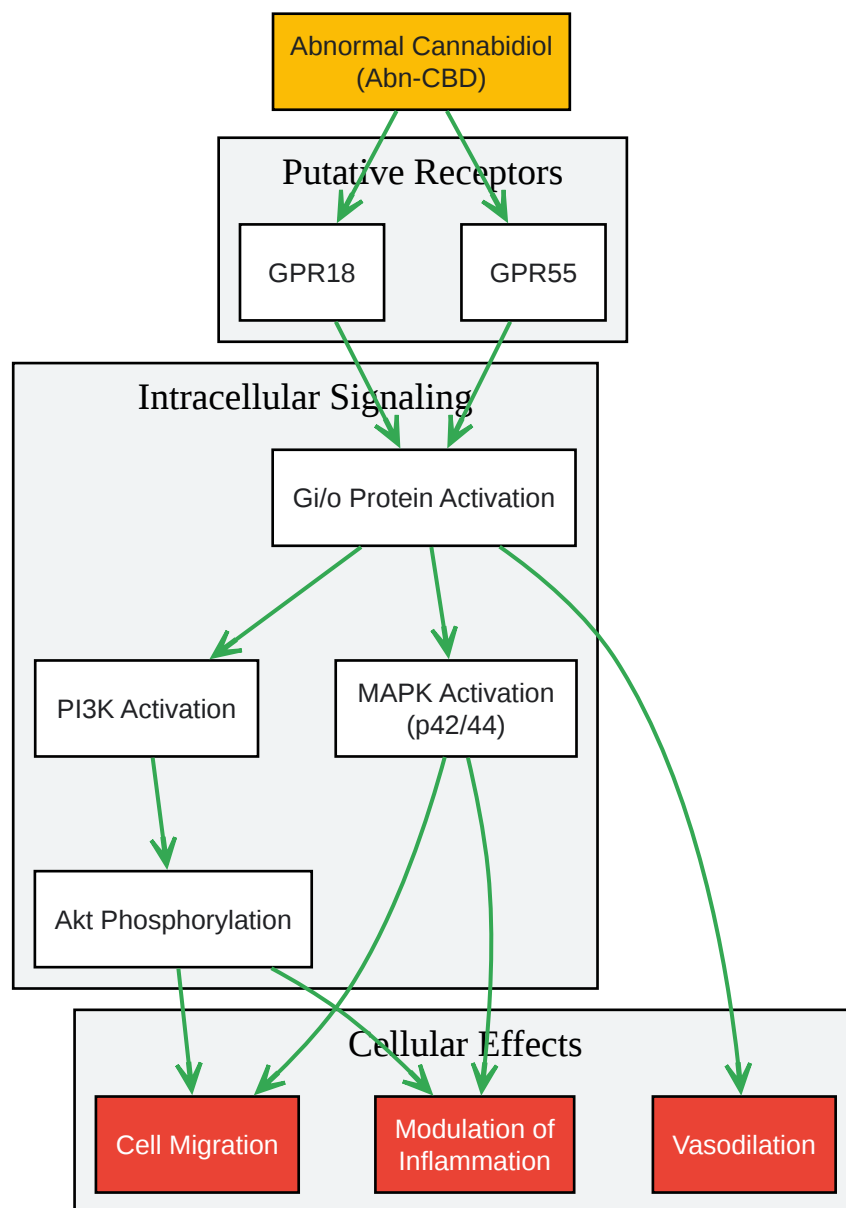 Abnormal Cannabidiol
(Abn-CBD)
Putative Receptors
GPR18
GPR55
Intracellular Signaling
Gi/o Protein Activation
PI3K Activation
MAPK Activation
(p42/44)
Akt Phosphorylation
Cellular Effects
Cell Migration
Modulation of
Inflammation
Vasodilation